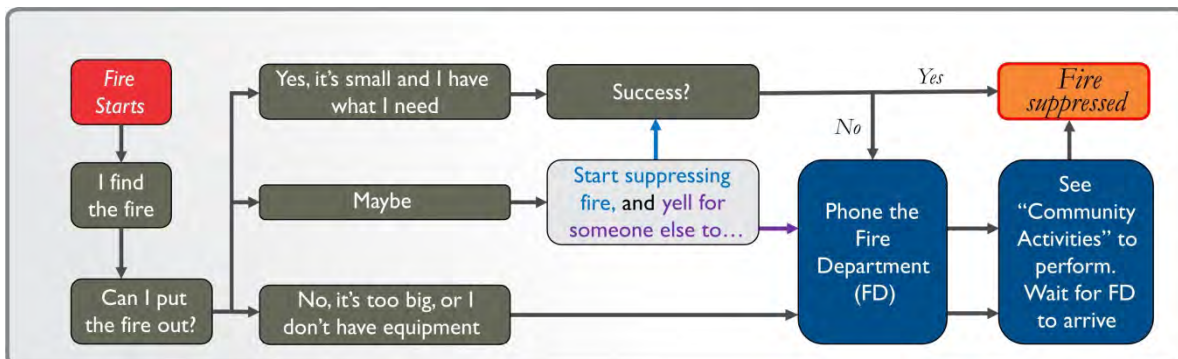 Fire
Starts
I find
the fire
Can I put
the fire out?
Yes, it's small and I have
what I need
Maybe
No, it's too big, or I
don't have equipment
Success?
Start suppressing
fire, and yell for
someone else to…
Yes
No
Phone the
Fire
Department
(FD)
Fire
suppressed
See
“Community
Activities” to
perform.
Wait for FD
to arrive